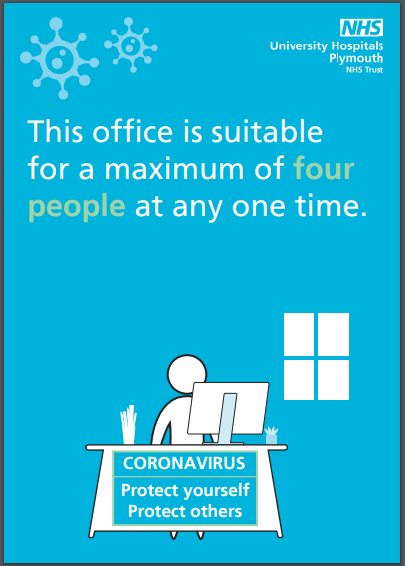 NHS
University Hospitals
Plymouth
NHS Trust
This office is suitable
for a maximum of four
people at any one time.
CORONAVIRUS
Protect yourself
Protect others